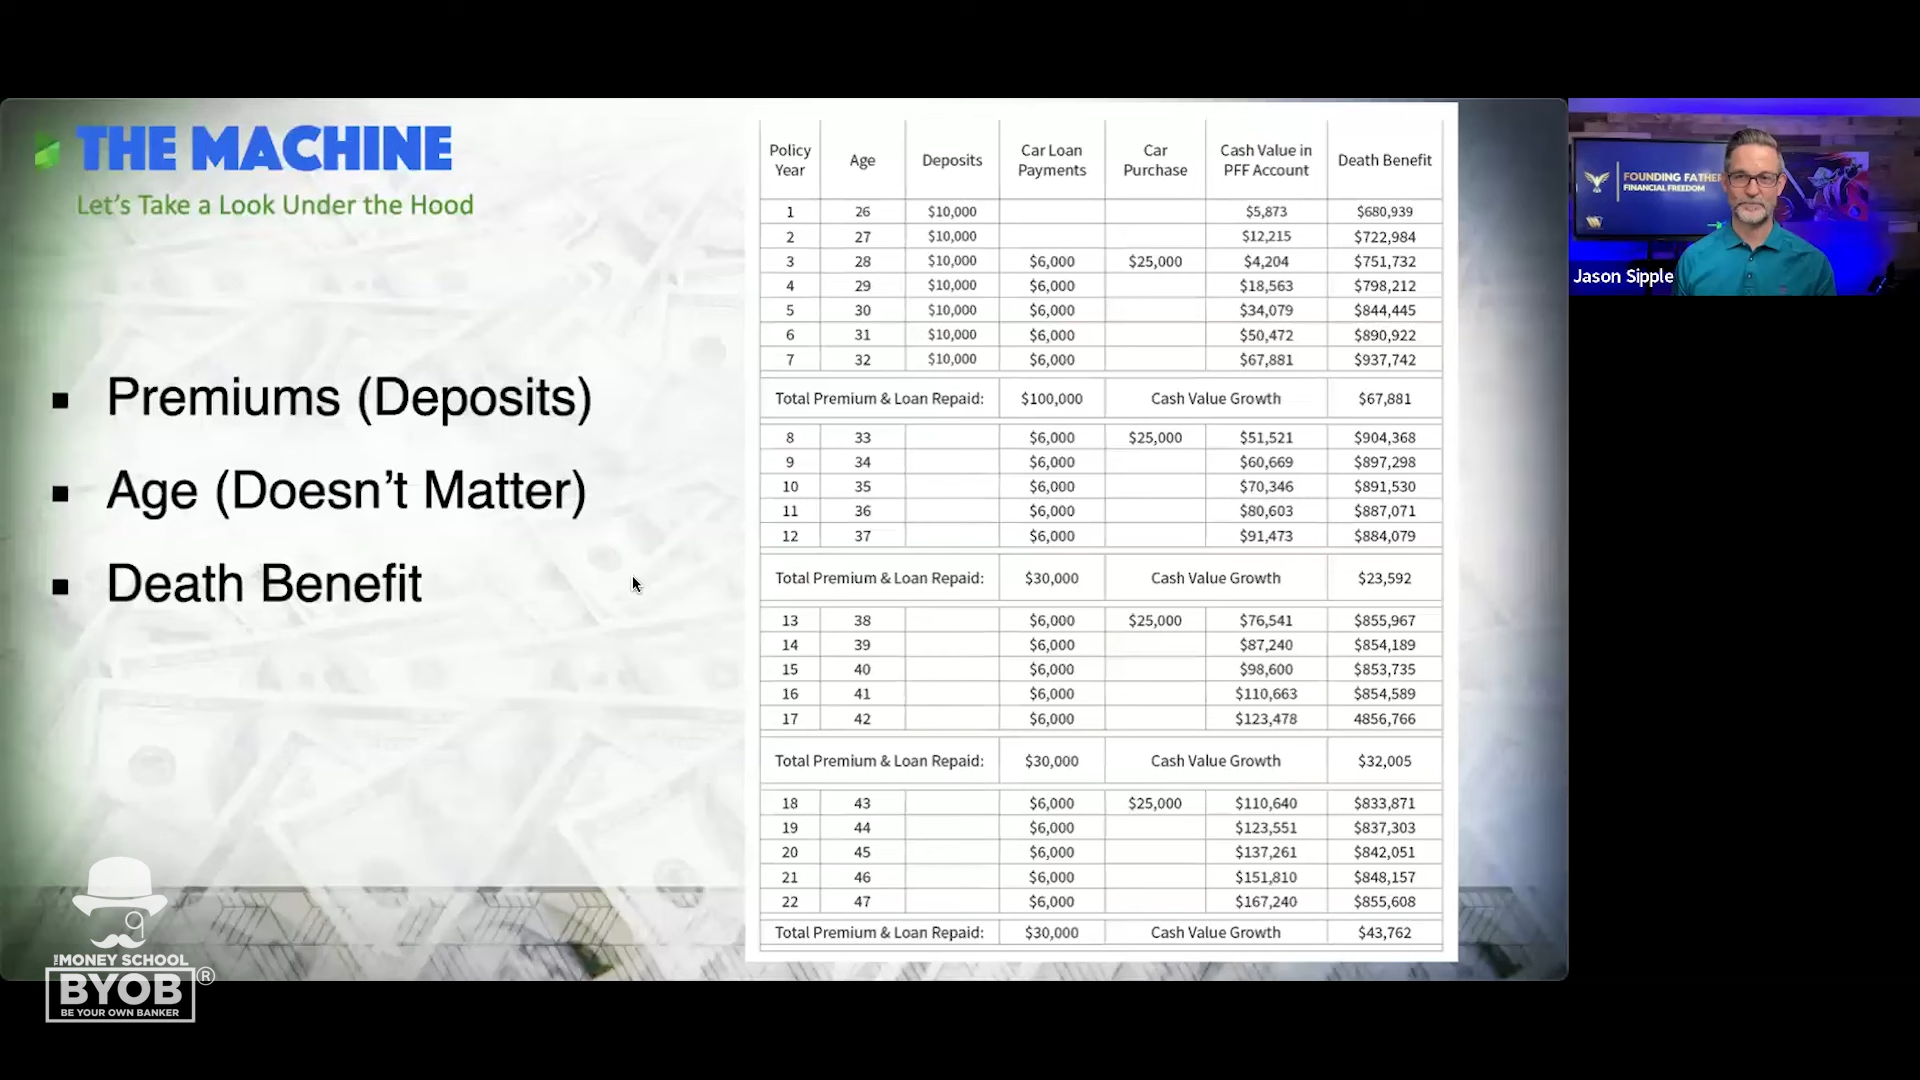 THE MACHINE
Let's Take a Look Under the Hood
▪ Premiums (Deposits)
▪ Age (Doesn't Matter)
▪ Death Benefit
THE MONEY SCHOOL
BYOB ®
BE YOUR OWN BANKER
Policy Year Age Deposits Car Loan Payments Car Purchase Cash Value in PFF Account Death Benefit
1 26 $10,000 $5,873 $680,939
2 27 $10,000 $12,215 $722,984
3 28 $10,000 $6,000 $25,000 $4,204 $751,732
4 29 $10,000 $6,000 $18,563 $798,212
5 30 $10,000 $6,000 $34,079 $844,445
6 31 $10,000 $6,000 $50,472 $890,922
7 32 $10,000 $6,000 $67,881 $937,742
Total Premium & Loan Repaid: $100,000 Cash Value Growth $67,881
8 33 $6,000 $25,000 $51,521 $904,368
9 34 $6,000 $60,669 $897,298
10 35 $6,000 $70,346 $891,530
11 36 $6,000 $80,603 $887,071
12 37 $6,000 $91,473 $884,079
Total Premium & Loan Repaid: $30,000 Cash Value Growth $23,592
13 38 $6,000 $25,000 $76,541 $855,967
14 39 $6,000 $87,240 $854,189
15 40 $6,000 $98,600 $853,735
16 41 $6,000 $110,663 $854,589
17 42 $6,000 $123,478 4856,766
Total Premium & Loan Repaid: $30,000 Cash Value Growth $32,005
18 43 $6,000 $25,000 $110,640 $833,871
19 44 $6,000 $123,551 $837,303
20 45 $6,000 $137,261 $842,051
21 46 $6,000 $151,810 $848,157
22 47 $6,000 $167,240 $855,608
Total Premium & Loan Repaid: $30,000 Cash Value Growth $43,762
FOUNDING FATHER
FINANCIAL FREEDOM
Jason Sipple